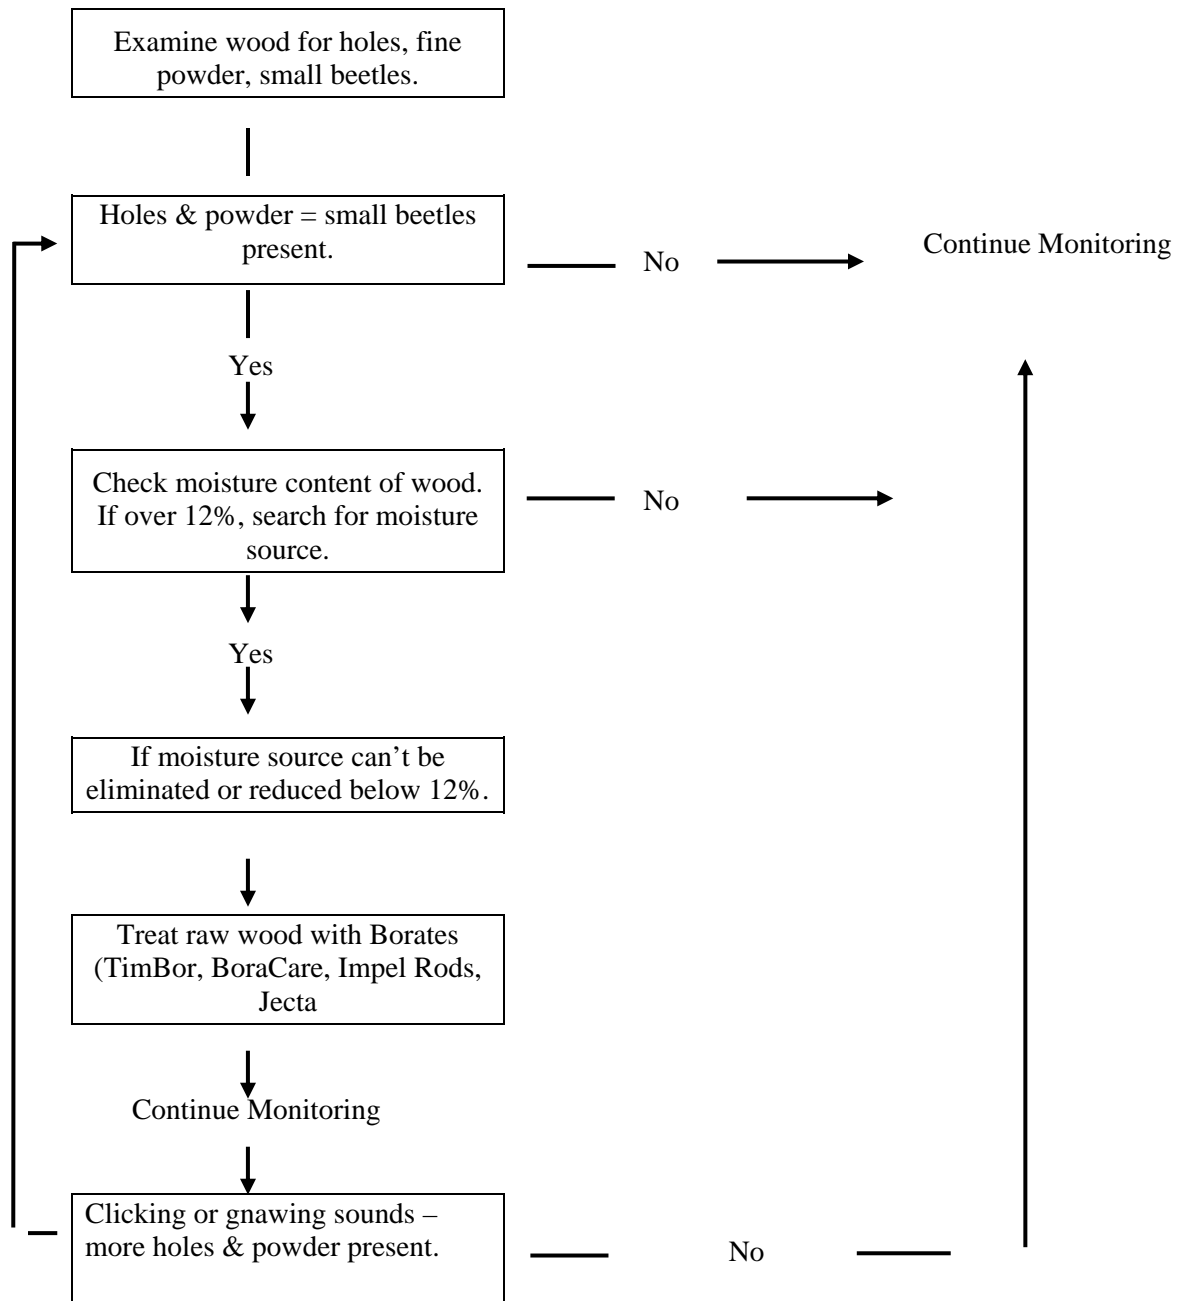 Examine wood for holes, fine
powder, small beetles.
Holes & powder = small beetles
present.
No
Continue Monitoring
Yes
Check moisture content of wood.
If over 12%, search for moisture
source.
No
Yes
If moisture source can’t be
eliminated or reduced below 12%.
Treat raw wood with Borates
(TimBor, BoraCare, Impel Rods,
Jecta
Continue Monitoring
Clicking or gnawing sounds –
more holes & powder present.
No